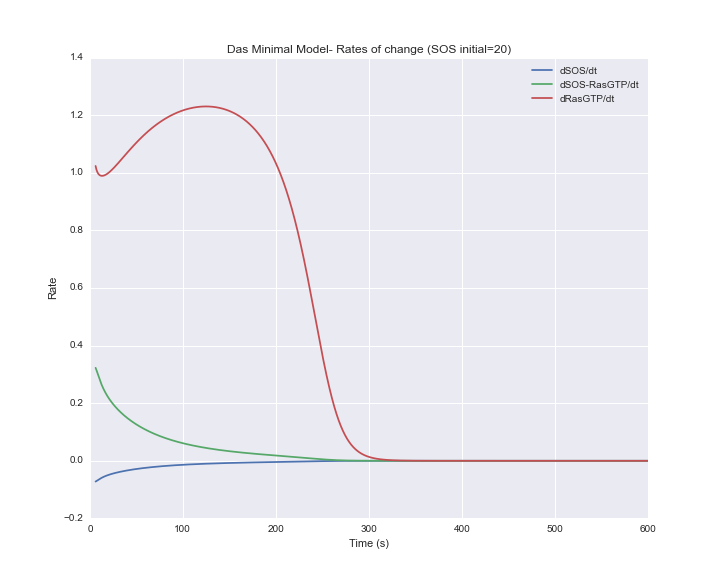 Das Minimal Model- Rates of change (SOS initial=20)
1.4
1.2
1.0
0.8
0.6
0.4
0.2
0.0
−0.2
Rate
dSOS/dt
dSOS-RasGTP/dt
dRasGTP/dt
0 100 200 300 400 500 600
Time (s)